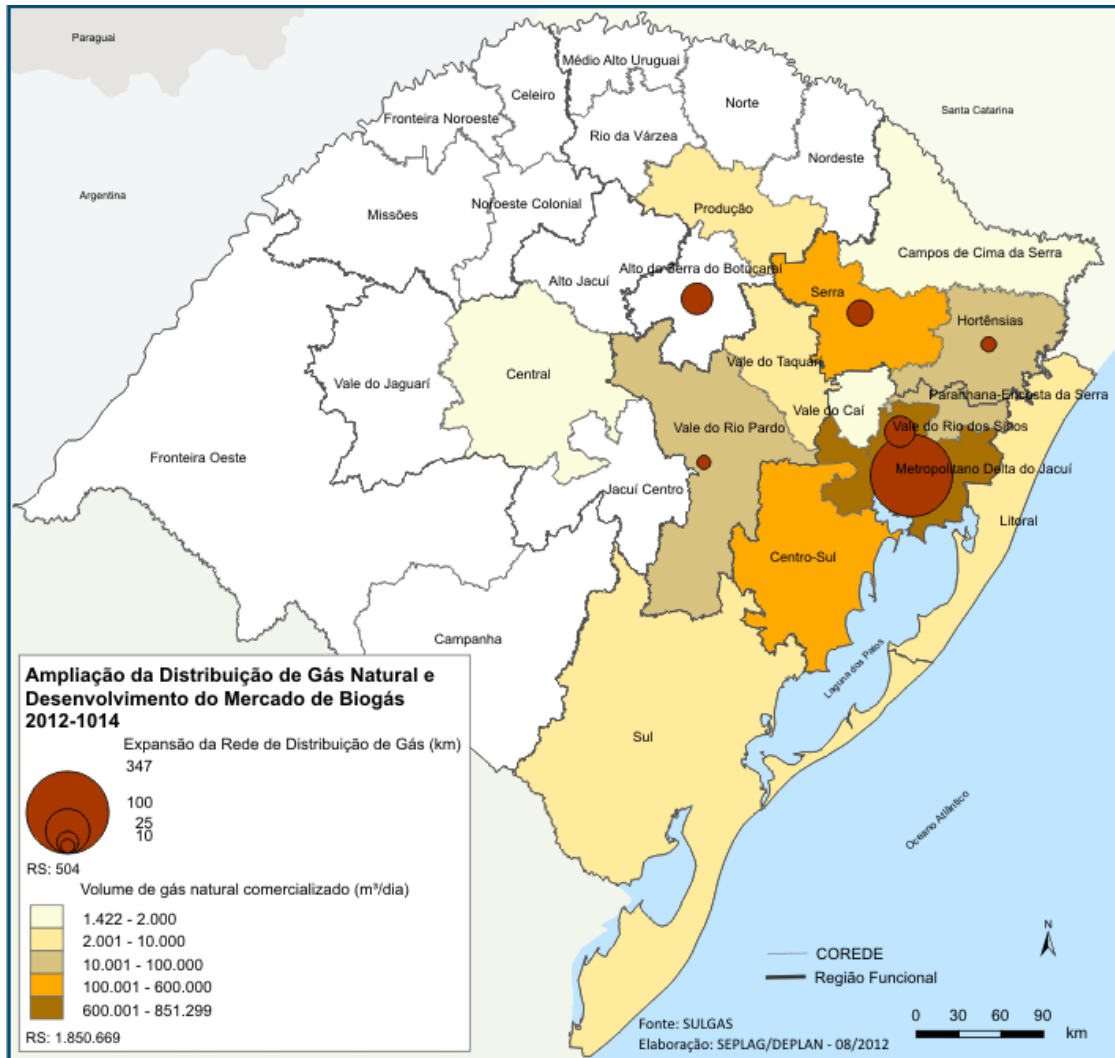 Paraguai
Médio Alto Uruguai
Celeiro
Norte
Santa Catarina
Fronteira Noroeste
Rio da Várzea
Nordeste
Argentina
Noroeste Colonial
Produção
Missões
Campos de Cima da Serra
Alto da Serra do Botucaraí
Alto Jacuí
Serra
Hortênsias
Vale do Taquari
Central
Vale do Jaguarí
Paranhana-Encosta da Serra
Vale do Caí
Vale do Rio dos Sinos
Vale do Rio Pardo
Fronteira Oeste
Metropolitano Delta do Jacuí
Jacuí Centro
Litoral
Centro-Sul
Campanha
Laguna dos Patos
Sul
Oceano Atlântico
Ampliação da Distribuição de Gás Natural e
Desenvolvimento do Mercado de Biogás
2012-1014
Expansão da Rede de Distribuição de Gás (km)
347
100
25
10
RS: 504
Volume de gás natural comercializado (m³/dia)
1.422 - 2.000
2.001 - 10.000
10.001 - 100.000
100.001 - 600.000
600.001 - 851.299
RS: 1.850.669
N
COREDE
Região Funcional
Fonte: SULGAS
Elaboração: SEPLAG/DEPLAN - 08/2012
0 30 60 90
km